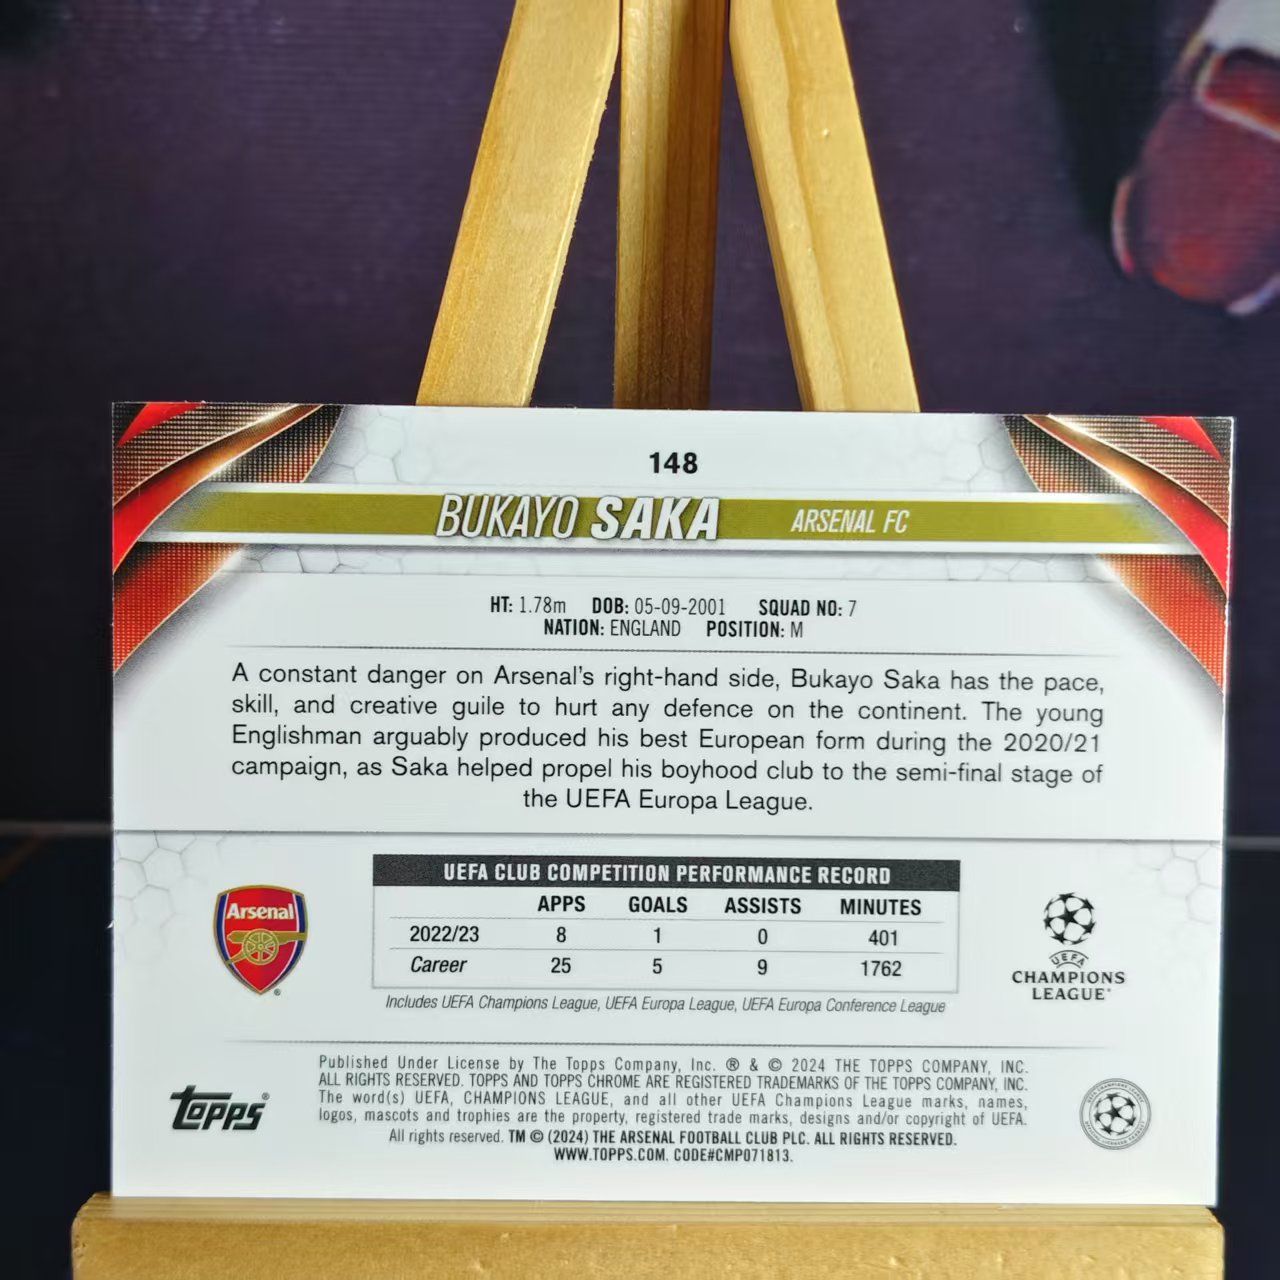 148
BUKAYO SAKA ARSENAL FC
HT: 1.78m DOB: 05-09-2001 SQUAD NO: 7
NATION: ENGLAND POSITION: M
A constant danger on Arsenal's right-hand side, Bukayo Saka has the pace,
skill, and creative guile to hurt any defence on the continent. The young
Englishman arguably produced his best European form during the 2020/21
campaign, as Saka helped propel his boyhood club to the semi-final stage of
the UEFA Europa League.
UEFA CLUB COMPETITION PERFORMANCE RECORD
APPS GOALS ASSISTS MINUTES
2022/23 8 1 0 401
Career 25 5 9 1762
Includes UEFA Champions League, UEFA Europa League, UEFA Europa Conference League
Arsenal
®
UEFA
CHAMPIONS
LEAGUE®
Published Under License by The Topps Company, Inc. ® & © 2024 THE TOPPS COMPANY, INC.
ALL RIGHTS RESERVED. TOPPS AND TOPPS CHROME ARE REGISTERED TRADEMARKS OF THE TOPPS COMPANY, INC.
The word(s) UEFA, CHAMPIONS LEAGUE, and all other UEFA Champions League marks, names,
logos, mascots and trophies are the property, registered trade marks, designs and/or copyright of UEFA.
All rights reserved. TM © (2024) THE ARSENAL FOOTBALL CLUB PLC. ALL RIGHTS RESERVED.
WWW.TOPPS.COM. CODE#CMP071813.
topps®